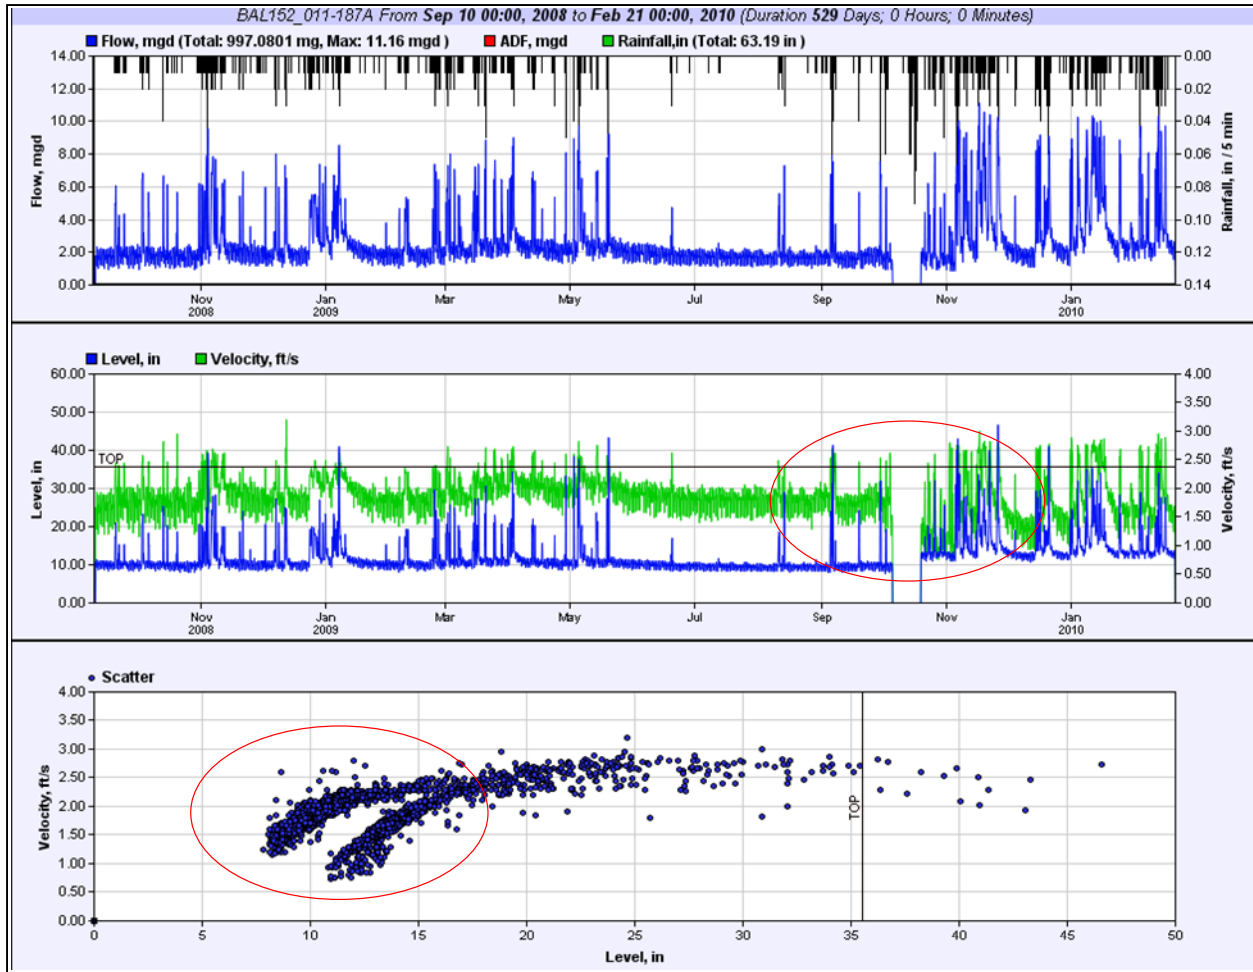 BAL152_011-187A From Sep 10 00:00, 2008 to Feb 21 00:00, 2010 (Duration 529 Days; 0 Hours; 0 Minutes)
Flow, mgd (Total: 997.0801 mg, Max: 11.16 mgd ) ADF, mgd Rainfall,in (Total: 63.19 in )
14.00 0.00
12.00 0.02
10.00 0.04
8.00 0.06
6.00 0.08
4.00 0.10
2.00 0.12
0.00 0.14
Flow, mgd
Rainfall, in / 5 min
Nov Jan Mar May Jul Sep Nov Jan
2008 2009 2010
Level, in Velocity, ft/s
60.00 4.00
50.00 3.50
40.00 3.00
TOP 2.50
30.00 2.00
20.00 1.50
10.00 1.00
0.50
0.00 0.00
Level, in
Velocity, ft/s
Nov Jan Mar May Jul Sep Nov Jan
2008 2009 2010
Scatter
4.00
3.50
3.00
2.50
2.00
1.50
1.00
0.50
0.00
Velocity, ft/s
TOP
0 5 10 15 20 25 30 35 40 45 50
Level, in